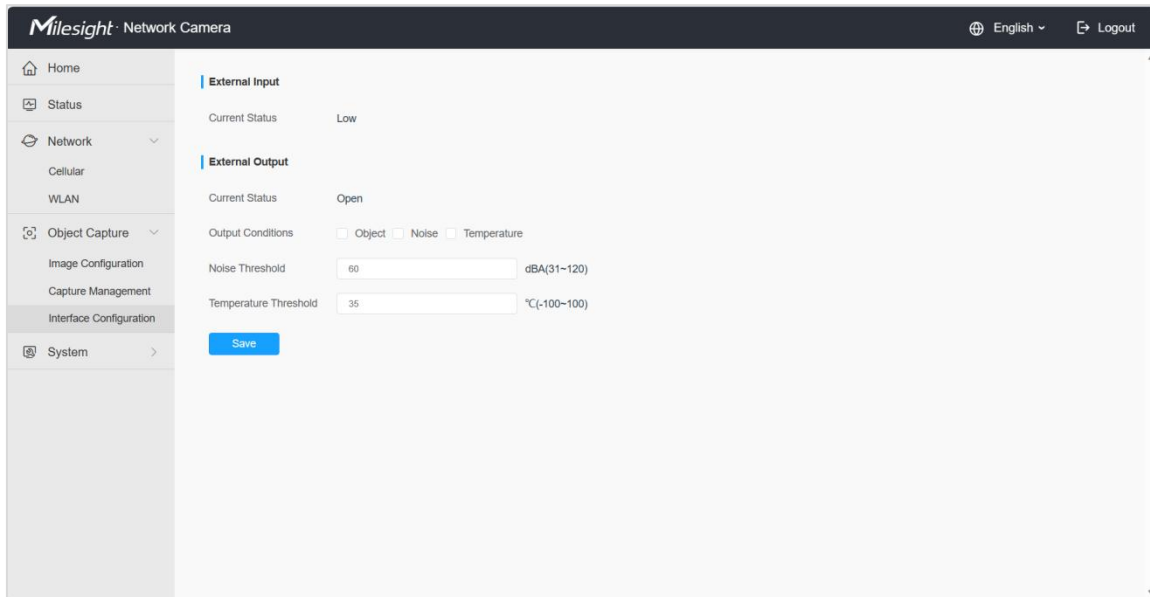 Milesight · Network Camera
English
Logout
Home
Status
Network
Cellular
WLAN
Object Capture
Image Configuration
Capture Management
Interface Configuration
System
External Input
Current Status Low
External Output
Current Status Open
Output Conditions Object Noise Temperature
Noise Threshold 60 dBA(31~120)
Temperature Threshold 35 ℃(-100~100)
Save